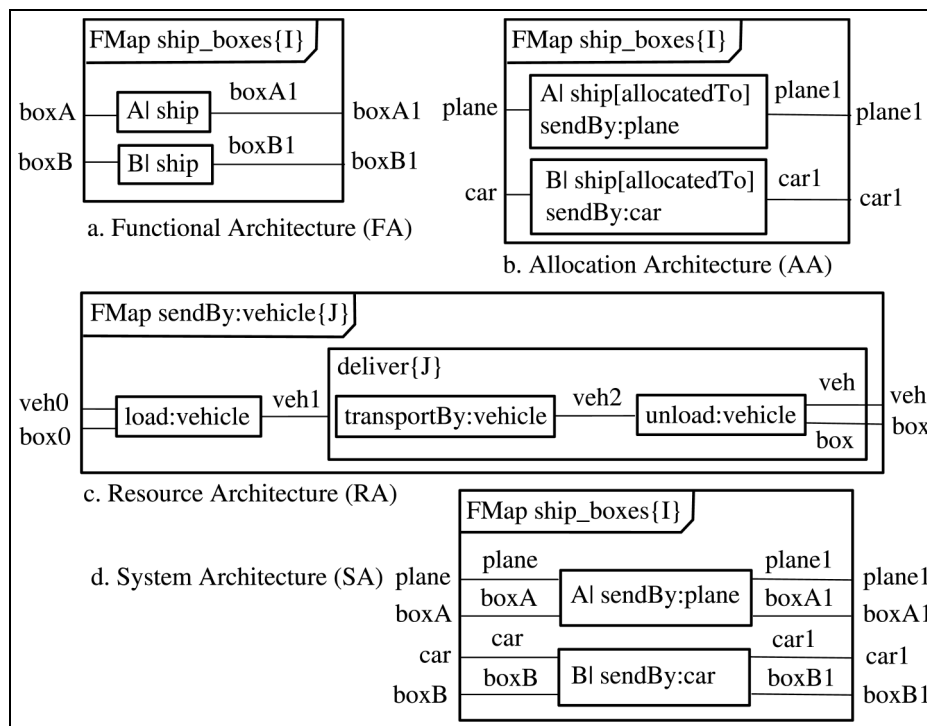 FMap ship_boxes{I}
boxA A| ship boxA1 boxA1
boxB B| ship boxB1 boxB1
a. Functional Architecture (FA)
FMap ship_boxes{I}
plane A| ship[allocatedTo] plane1 plane1
sendBy:plane
car B| ship[allocatedTo] car1 car1
sendBy:car
b. Allocation Architecture (AA)
FMap sendBy:vehicle{J}
deliver{J}
veh0 load:vehicle veh1 transportBy:vehicle veh2 unload:vehicle veh veh
box0 box box
c. Resource Architecture (RA)
FMap ship_boxes{I}
d. System Architecture (SA)
plane plane A| sendBy:plane plane1 plane1
boxA boxA boxA1 boxA1
car car B| sendBy:car car1 car1
boxB boxB boxB1 boxB1